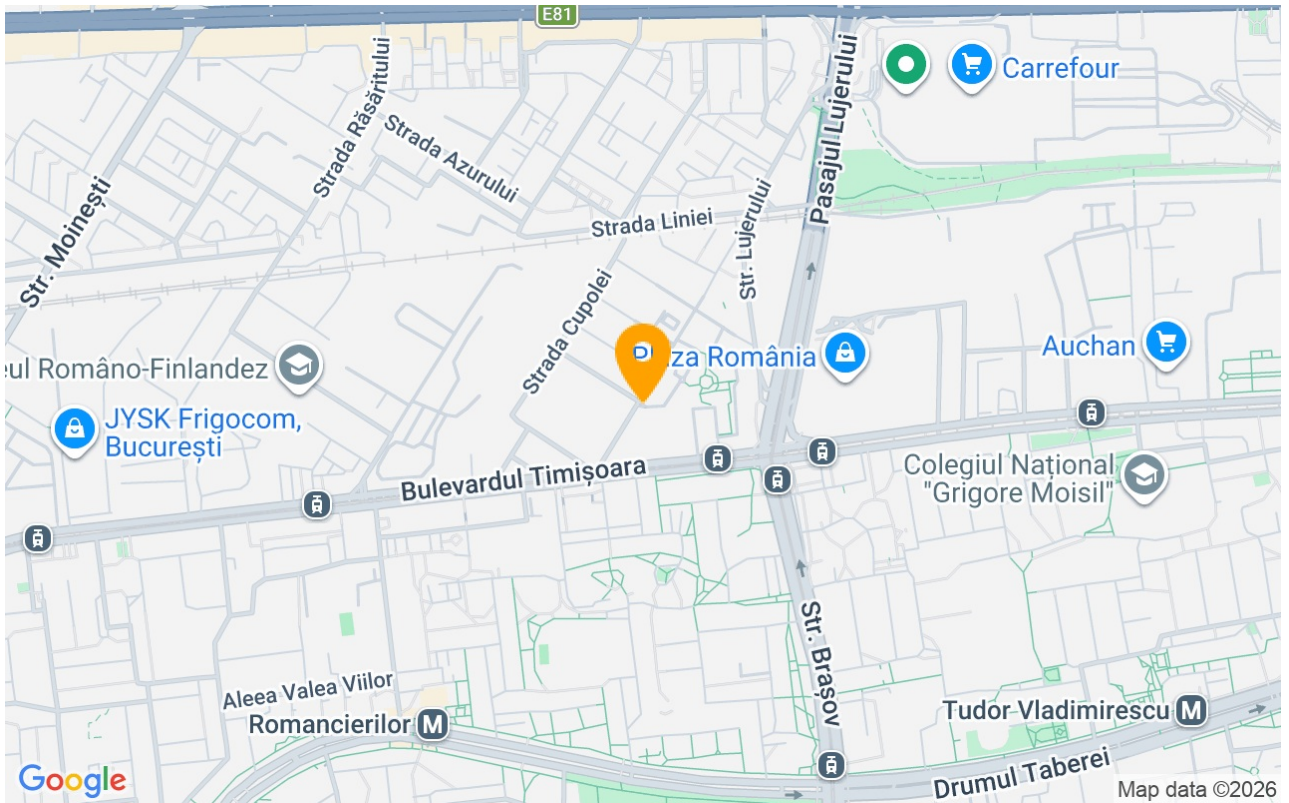 E81
Carrefour
Strada Răsăritului
Strada Azurului
Pasajul Lujerului
Str. Moinești
Strada Liniei
Str. Lujerului
Strada Cupolei
România
Auchan
eul Româno-Finlandez
JYSK Frigocom,
București
Bulevardul Timișoara
Colegiul Național
"Grigore Moisil"
Str. Brașov
Aleea Valea Viilor
Romancierilor M
Tudor Vladimirescu M
Drumul Taberei
Google
Map data ©2026